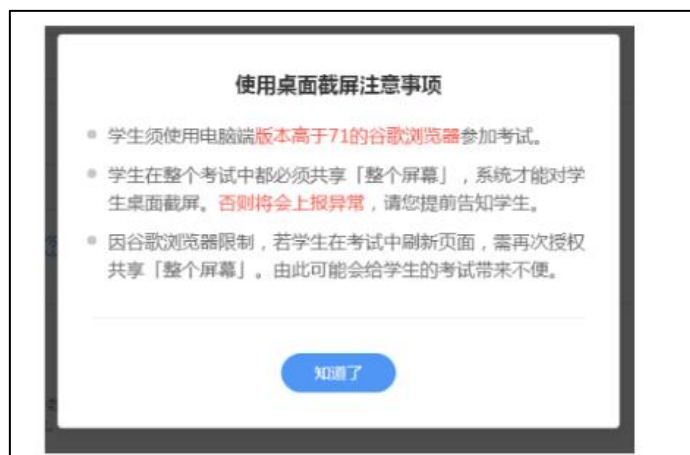 使用桌面截屏注意事项
学生须使用电脑端版本高于71的谷歌浏览器参加考试。
学生在整个考试中都必须共享「整个屏幕」，系统才能对学
生桌面截屏。否则将会上报异常，请您提前告知学生。
因谷歌浏览器限制，若学生在考试中刷新页面，需再次授权
共享「整个屏幕」。由此可能会给学生的考试带来不便。
知道了